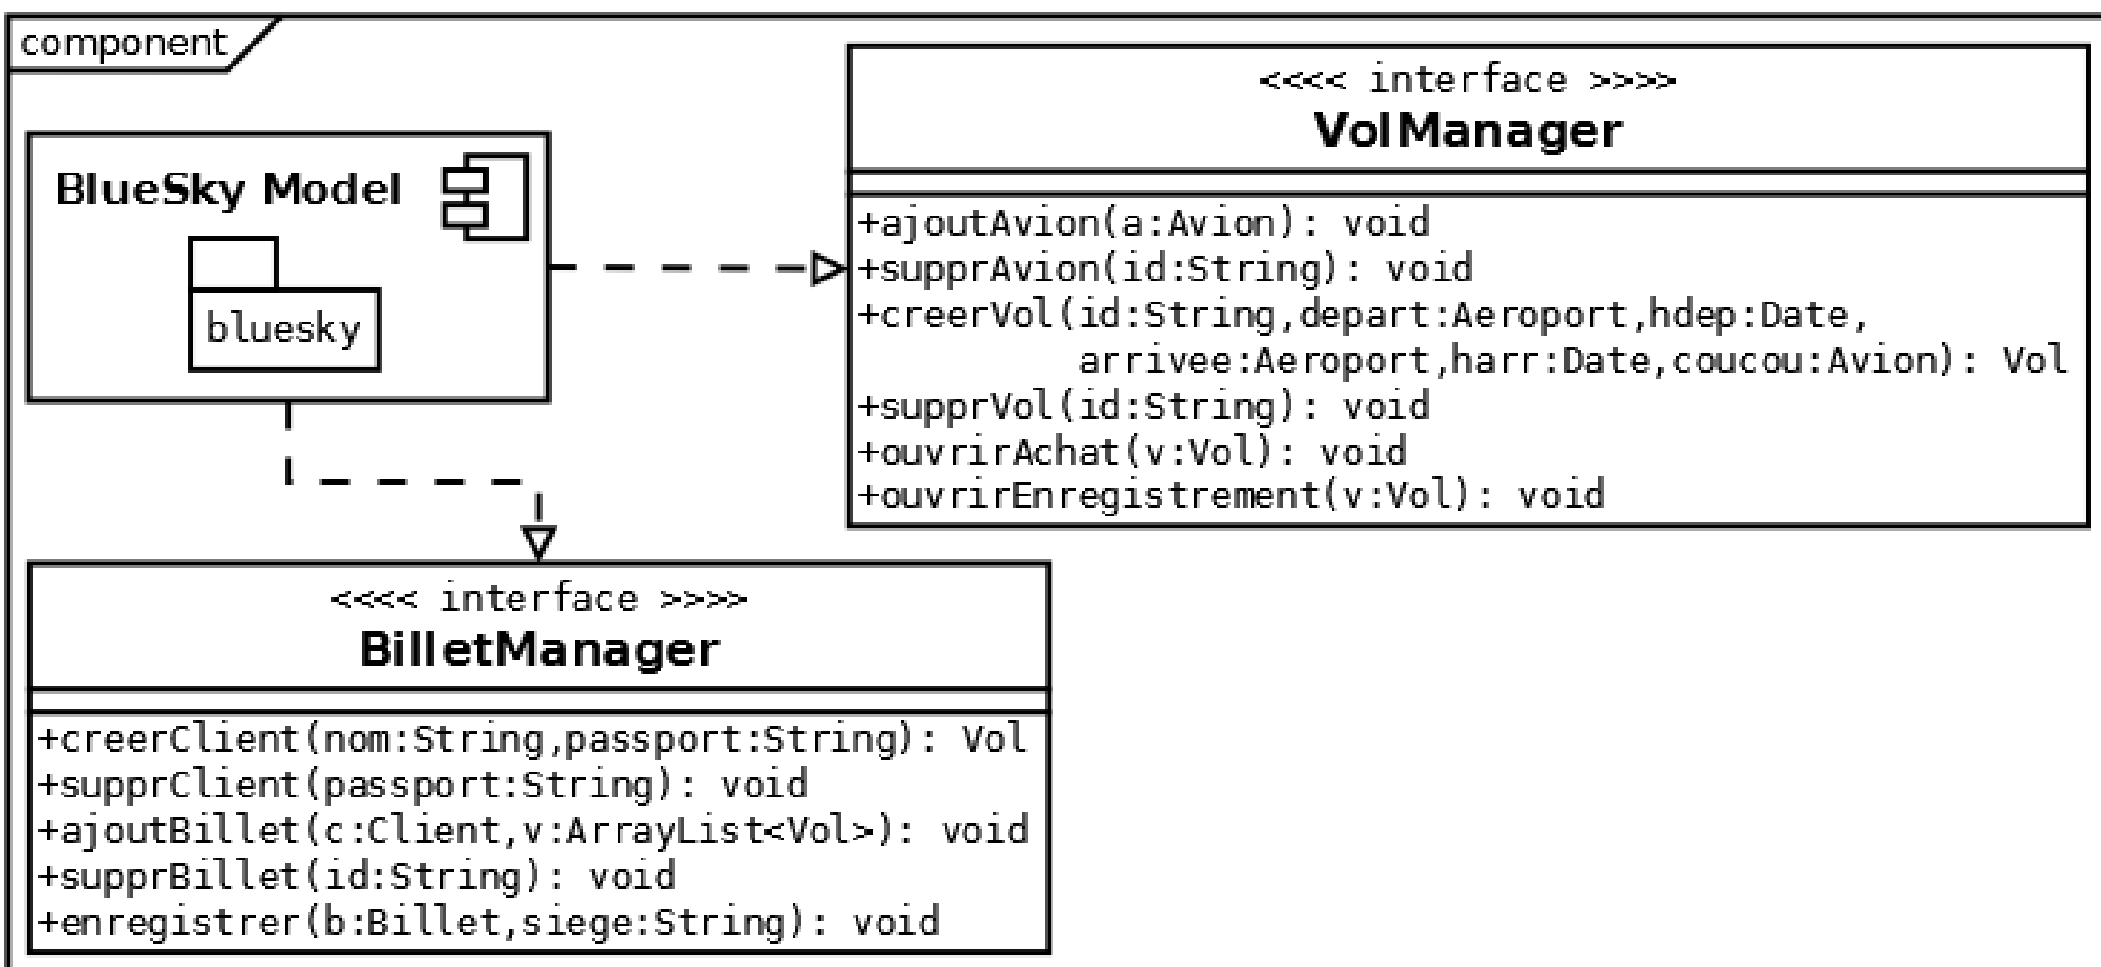 component
BlueSky Model
bluesky
<<<< interface >>>>
VolManager
+ajoutAvion(a:Avion): void
+supprAvion(id:String): void
+creerVol(id:String,depart:Aeroport,hdep:Date,
arrivee:Aeroport,harr:Date,coucou:Avion): Vol
+supprVol(id:String): void
+ouvrirAchat(v:Vol): void
+ouvrirEnregistrement(v:Vol): void
<<<< interface >>>>
BilletManager
+creerClient(nom:String,passport:String): Vol
+supprClient(passport:String): void
+ajoutBillet(c:Client,v:ArrayList<Vol>): void
+supprBillet(id:String): void
+enregistrer(b:Billet,siege:String): void